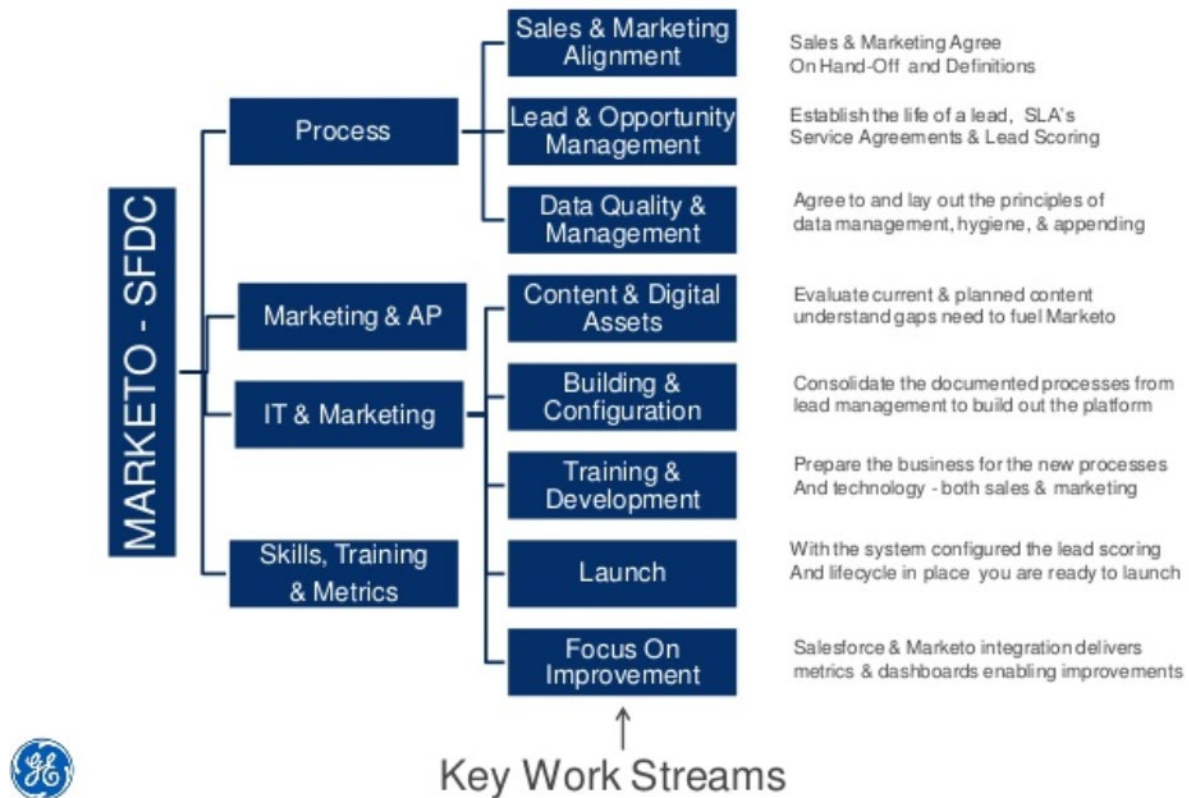 MARKETO - SFDC
Process
Marketing & AP
IT & Marketing
Skills, Training
& Metrics
Sales & Marketing
Alignment
Sales & Marketing Agree
On Hand-Off and Definitions
Lead & Opportunity
Management
Establish the life of a lead, SLA's
Service Agreements & Lead Scoring
Data Quality &
Management
Agree to and lay out the principles of
data management, hygiene, & appending
Content & Digital
Assets
Evaluate current & planned content
understand gaps need to fuel Marketo
Building &
Configuration
Consolidate the documented processes from
lead management to build out the platform
Training &
Development
Prepare the business for the new processes
And technology - both sales & marketing
Launch
With the system configured the lead scoring
And lifecycle in place you are ready to launch
Focus On
Improvement
Salesforce & Marketo integration delivers
metrics & dashboards enabling improvements
GE
Key Work Streams